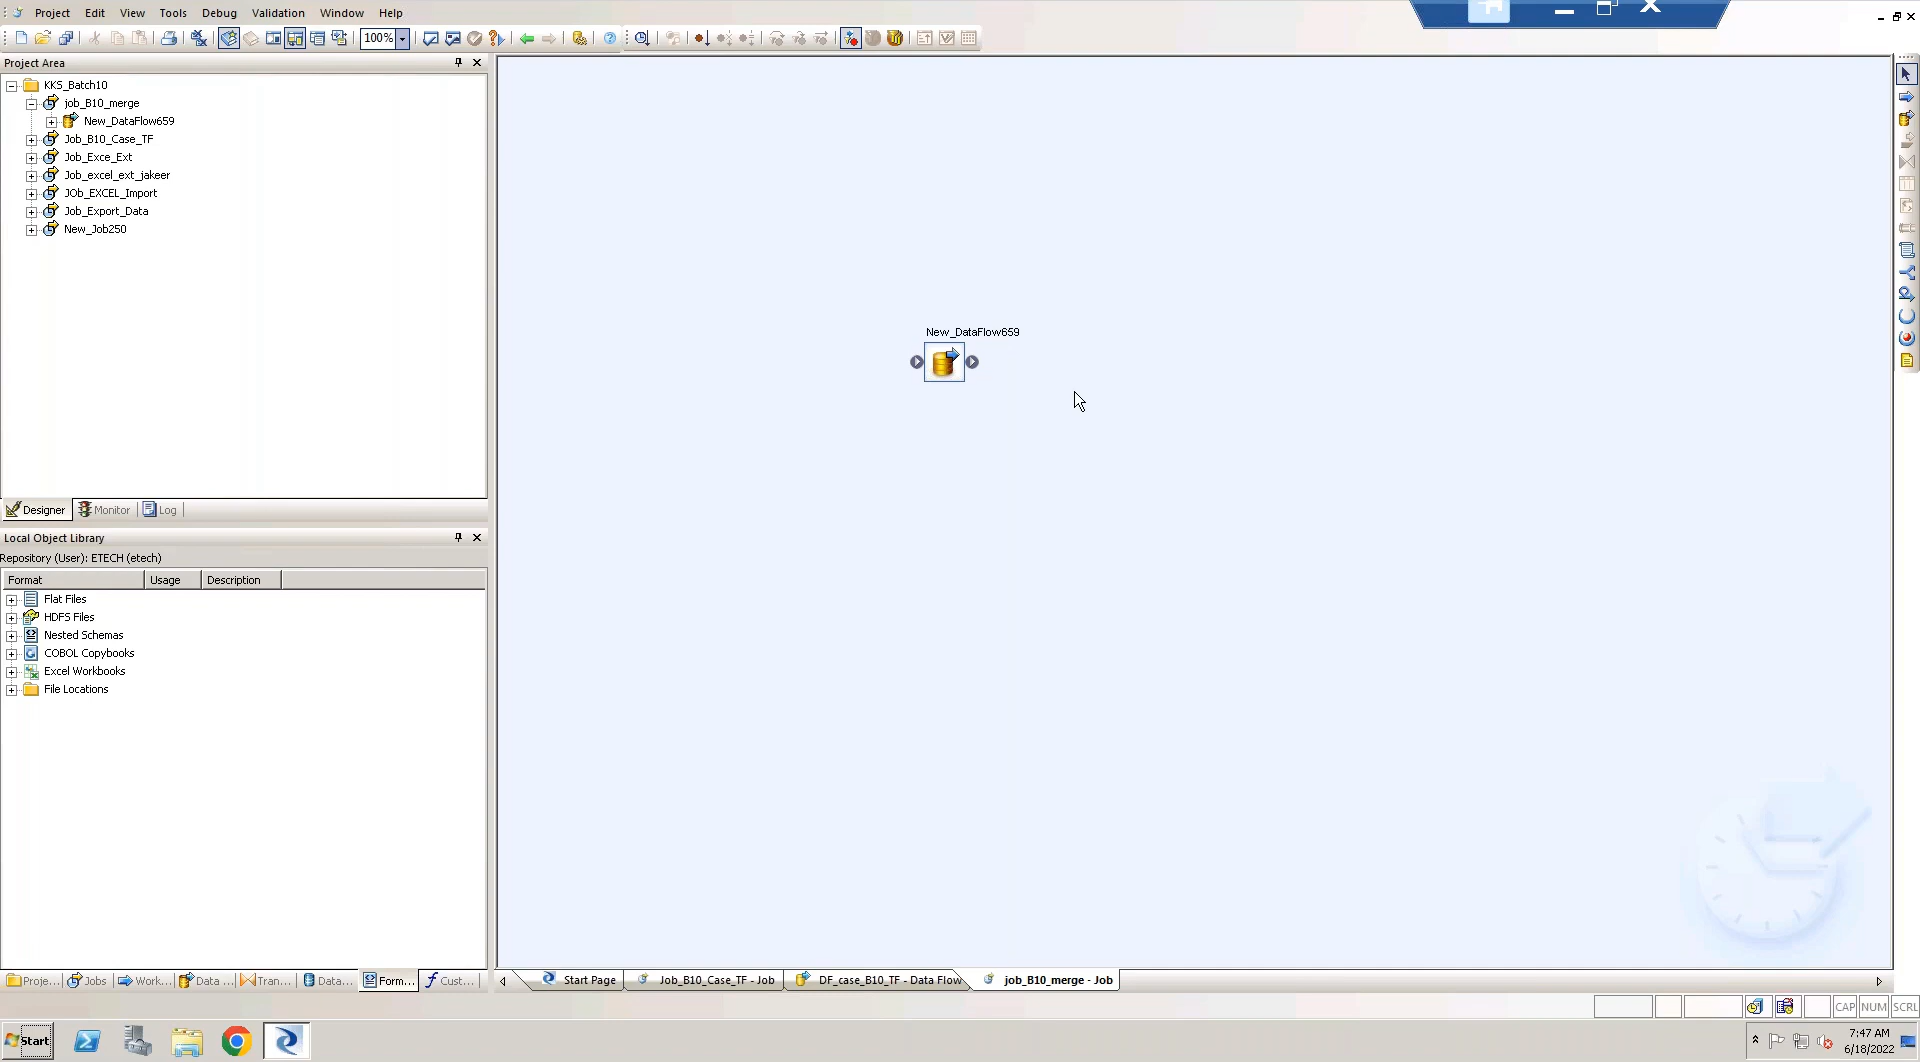 Project Edit View Tools Debug Validation Window Help
100%
Project Area
KKS_Batch10
job_B10_merge
New_DataFlow659
Job_B10_Case_TF
Job_Exce_Ext
Job_excel_ext_jakeer
JOb_EXCEL_Import
Job_Export_Data
New_Job250
New_DataFlow659
Designer Monitor Log
Local Object Library
Repository (User): ETECH (etech)
Format Usage Description
Flat Files
HDFS Files
Nested Schemas
COBOL Copybooks
Excel Workbooks
File Locations
Proje... Jobs Work... Data ... Tran... Data... Form... Cust...
Start Page Job_B10_Case_TF - Job DF_case_B10_TF - Data Flow job_B10_merge - Job
CAP NUM SCRL
Start
7:47 AM
6/18/2022